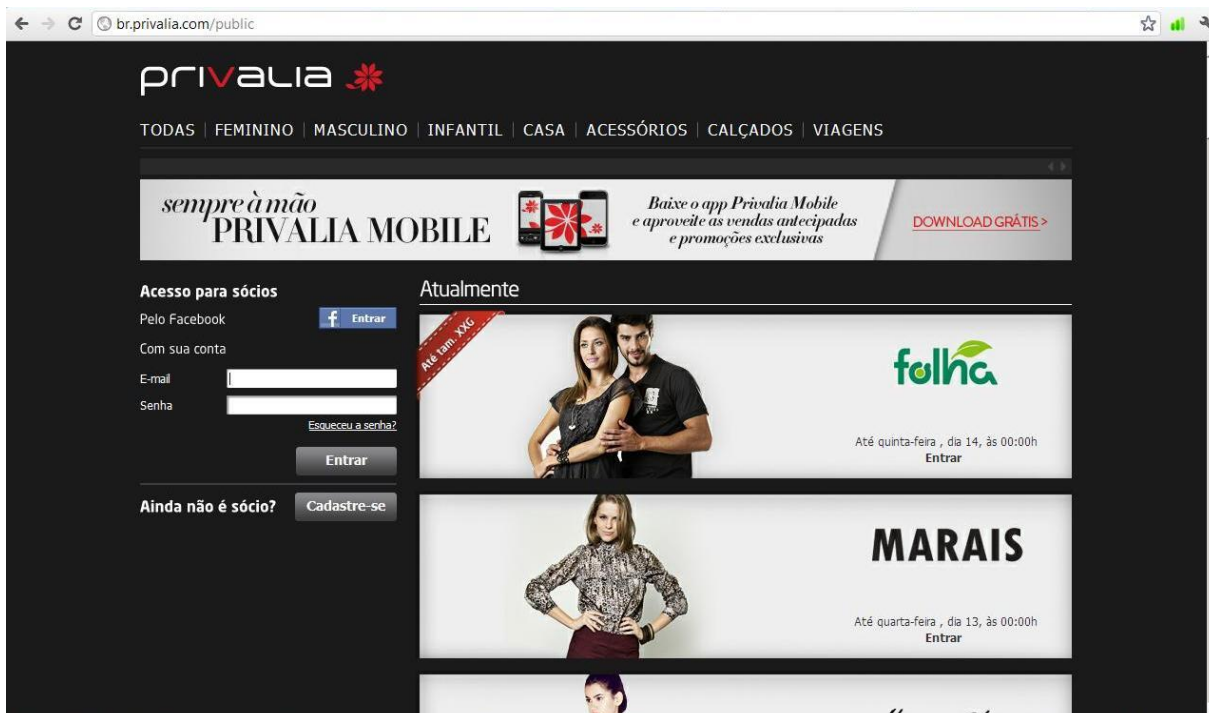 br.privalia.com/public
privalia
TODAS | FEMININO | MASCULINO | INFANTIL | CASA | ACESSÓRIOS | CALÇADOS | VIAGENS
sempre à mão
PRIVALIA MOBILE
Baixe o app Privalia Mobile
e aproveite as vendas antecipadas
e promoções exclusivas
DOWNLOAD GRÁTIS >
Acesso para sócios
Pelo Facebook
f Entrar
Com sua conta
E-mail
Senha
Esqueceu a senha?
Entrar
Ainda não é sócio?
Cadastre-se
Atualmente
Até tam. XXG
folha
Até quinta-feira , dia 14, às 00:00h
Entrar
MARAIS
Até quarta-feira , dia 13, às 00:00h
Entrar